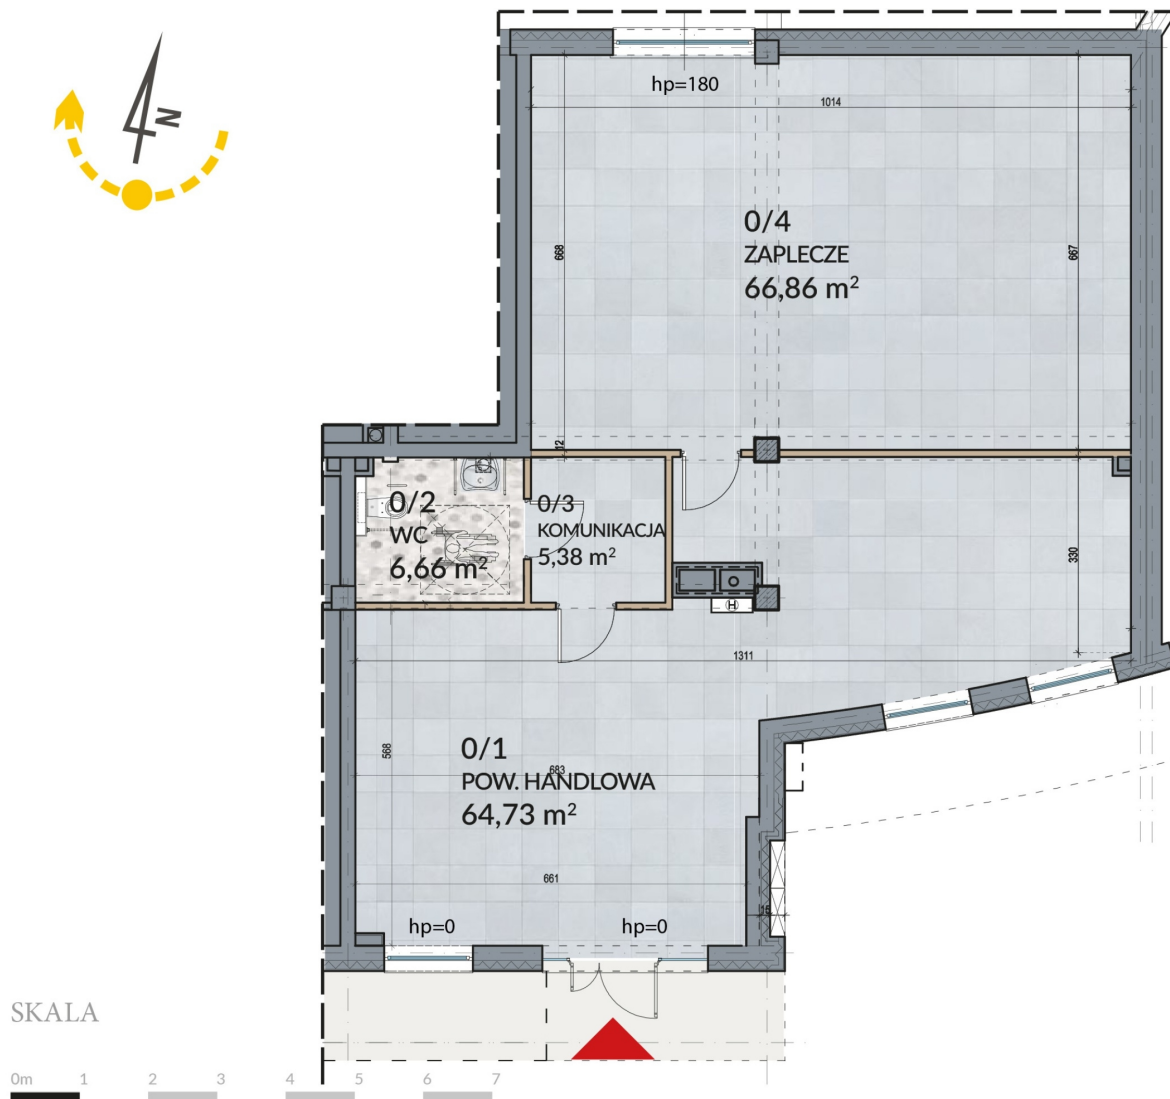 N
hp=180
1014
0/4
ZAPLECZE
66,86 m²
668
667
12
0/2
WC
6,66 m²
0/3
KOMUNIKACJA
5,38 m²
330
H
1311
568
0/1
683
POW. HANDLOWA
64,73 m²
661
15
hp=0
hp=0
SKALA
0m 1 2 3 4 5 6 7